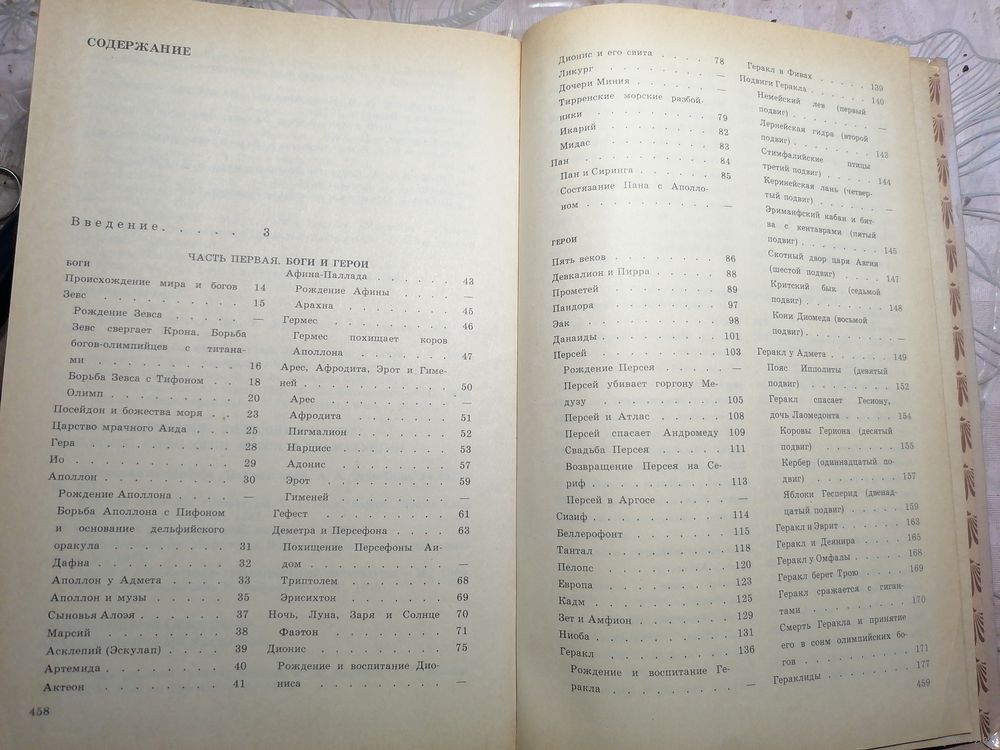 СОДЕРЖАНИЕ
Введение. . . . . 3
ЧАСТЬ ПЕРВАЯ. БОГИ И ГЕРОИ
БОГИ
Происхождение мира и богов 14
Зевс . . . . . . . . . . 15
Рождение Зевса . . . . . —
Зевс свергает Крона. Борьба
богов-олимпийцев с титана-
ми . . . . . . . . . . 16
Борьба Зевса с Тифоном . . 18
Олимп . . . . . . . . . 20
Посейдон и божества моря . . 23
Царство мрачного Аида . . . 25
Гера . . . . . . . . . . 28
Ио . . . . . . . . . . . 29
Аполлон . . . . . . . . . 30
Рождение Аполлона . . . . —
Борьба Аполлона с Пифоном
и основание дельфийского
оракула . . . . . . . . 31
Дафна . . . . . . . . . 32
Аполлон у Адмета . . . . 33
Аполлон и музы . . . . . 35
Сыновья Алоэя . . . . . . 37
Марсий . . . . . . . . . 38
Асклепий (Эскулап) . . . . 39
Артемида . . . . . . . . 40
Актеон . . . . . . . . . 41
458
Афина-Паллада . . . . . . 43
Рождение Афины . . . . . —
Арахна . . . . . . . . . 45
Гермес . . . . . . . . . 46
Гермес похищает коров
Аполлона . . . . . . . 47
Арес, Афродита, Эрот и Гиме-
ней . . . . . . . . . . 50
Арес . . . . . . . . . . —
Афродита . . . . . . . . 51
Пигмалион . . . . . . . 52
Нарцисс . . . . . . . . 53
Адонис . . . . . . . . . 57
Эрот . . . . . . . . . . 59
Гименей . . . . . . . . —
Гефест . . . . . . . . . 61
Деметра и Персефона . . . . 63
Похищение Персефоны Аи-
дом . . . . . . . . . . —
Триптолем . . . . . . . 68
Эрисихтон . . . . . . . 69
Ночь, Луна, Заря и Солнце 70
Фаэтон . . . . . . . . . 71
Дионис . . . . . . . . . 75
Рождение и воспитание Дио-
ниса . . . . . . . . . . —
Дионис и его свита . . . . 78
Ликург . . . . . . . . . —
Дочери Миния . . . . . . —
Тирренские морские разбой-
ники . . . . . . . . . . 79
Икарий . . . . . . . . . 82
Мидас . . . . . . . . . 83
Пан . . . . . . . . . . 84
Пан и Сиринга . . . . . . 85
Состязание Пана с Аполло-
ном . . . . . . . . . . —
ГЕРОИ
Пять веков . . . . . . . 86
Девкалион и Пирра . . . . 88
Прометей . . . . . . . . 89
Пандора . . . . . . . . 97
Эак . . . . . . . . . . 98
Данаиды . . . . . . . . 101
Персей . . . . . . . . . 103
Рождение Персея . . . . . —
Персей убивает горгону Ме-
дузу . . . . . . . . . 105
Персей и Атлас . . . . . 108
Персей спасает Андромеду 109
Свадьба Персея . . . . . 111
Возвращение Персея на Се-
риф . . . . . . . . . . 113
Персей в Аргосе . . . . . —
Сизиф . . . . . . . . . 114
Беллерофонт . . . . . . 115
Тантал . . . . . . . . . 118
Пелопс . . . . . . . . . 120
Европа . . . . . . . . . 123
Кадм . . . . . . . . . . 125
Зет и Амфион . . . . . . 129
Ниоба . . . . . . . . . 131
Геракл . . . . . . . . . 136
Рождение и воспитание Ге-
ракла . . . . . . . . . —
Геракл в Фивах . . . . . 139
Подвиги Геракла . . . . . 140
Немейский лев (первый
подвиг) . . . . . . . . —
Лернейская гидра (второй
подвиг) . . . . . . . . 143
Стимфалийские птицы
третий подвиг) . . . . . 144
Керинейская лань (четвер-
тый подвиг) . . . . . . —
Эриманфский кабан и бит-
ва с кентаврами (пятый
подвиг) . . . . . . . . 145
Скотный двор царя Авгия
(шестой подвиг) . . . . . 147
Критский бык (седьмой
подвиг) . . . . . . . . 148
Кони Диомеда (восьмой
подвиг) . . . . . . . . —
Геракл у Адмета . . . . . 149
Пояс Ипполиты (девятый
подвиг) . . . . . . . . 152
Геракл спасает Гесиону,
дочь Лаомедонта . . . . . 154
Коровы Гериона (десятый
подвиг) . . . . . . . . 155
Кербер (одиннадцатый по-
двиг) . . . . . . . . . 157
Яблоки Гесперид (двенад-
цатый подвиг) . . . . . . 159
Геракл и Эврит . . . . . 163
Геракл и Деянира . . . . 165
Геракл у Омфалы . . . . . 168
Геракл берет Трою . . . . 169
Геракл сражается с гиган-
тами . . . . . . . . . . 170
Смерть Геракла и принятие
его в сонм олимпийских бо-
гов . . . . . . . . . . 171
Гераклиды . . . . . . . 177
459